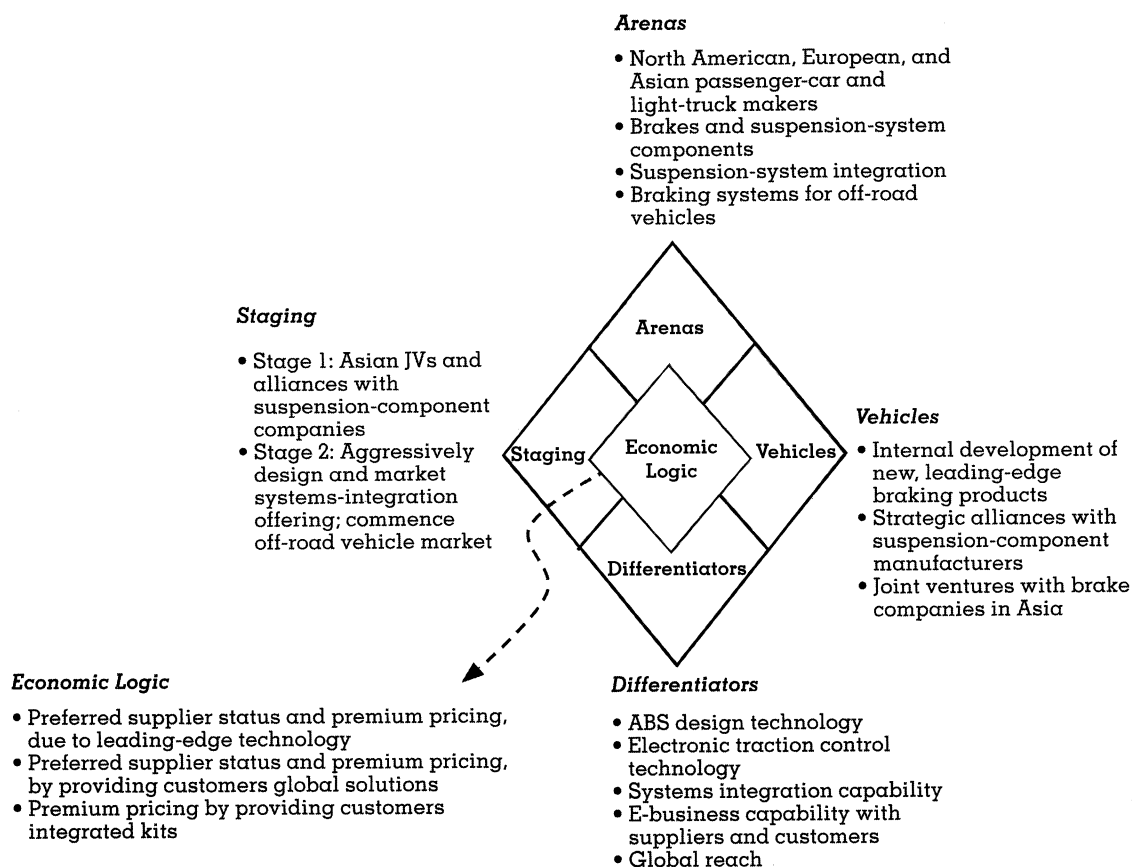 Arenas
• North American, European, and
Asian passenger-car and
light-truck makers
• Brakes and suspension-system
components
• Suspension-system integration
• Braking systems for off-road
vehicles
Staging
• Stage 1: Asian JVs and
alliances with
suspension-component
companies
• Stage 2: Aggressively
design and market
systems-integration
offering; commence
off-road vehicle market
Arenas
Staging
Economic
Logic
Vehicles
Differentiators
Vehicles
• Internal development of
new, leading-edge
braking products
• Strategic alliances with
suspension-component
manufacturers
• Joint ventures with brake
companies in Asia
Economic Logic
• Preferred supplier status and premium pricing,
due to leading-edge technology
• Preferred supplier status and premium pricing,
by providing customers global solutions
• Premium pricing by providing customers
integrated kits
Differentiators
• ABS design technology
• Electronic traction control
technology
• Systems integration capability
• E-business capability with
suppliers and customers
• Global reach